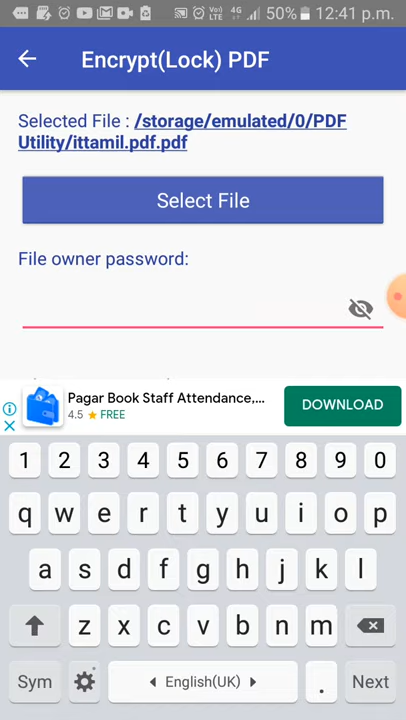 4G 50% 12:41 p.m.
Encrypt(Lock) PDF
Selected File : /storage/emulated/0/PDF
Utility/ittamil.pdf.pdf
Select File
File owner password:
Pagar Book Staff Attendance,...
4.5 ★ FREE
DOWNLOAD
1 2 3 4 5 6 7 8 9 0
q w e r t y u i o p
a s d f g h j k l
z x c v b n m
Sym English(UK) . Next